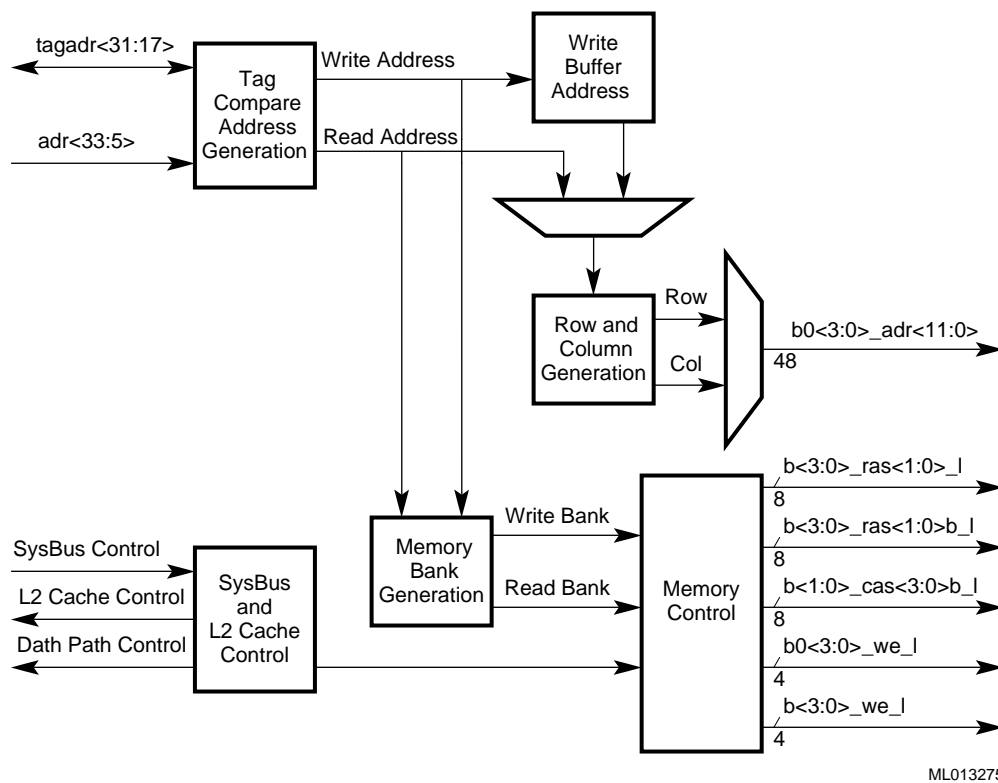 tagadr<31:17>
adr<33:5>
Tag
Compare
Address
Generation
Write Address
Read Address
Write
Buffer
Address
Row and
Column
Generation
Row
Col
b0<3:0>_adr<11:0>
48
SysBus Control
L2 Cache Control
Dath Path Control
SysBus
and
L2 Cache
Control
Memory
Bank
Generation
Write Bank
Read Bank
Memory
Control
b<3:0>_ras<1:0>_l
8
b<3:0>_ras<1:0>b_l
8
b<1:0>_cas<3:0>b_l
8
b0<3:0>_we_l
4
b<3:0>_we_l
4
ML013275